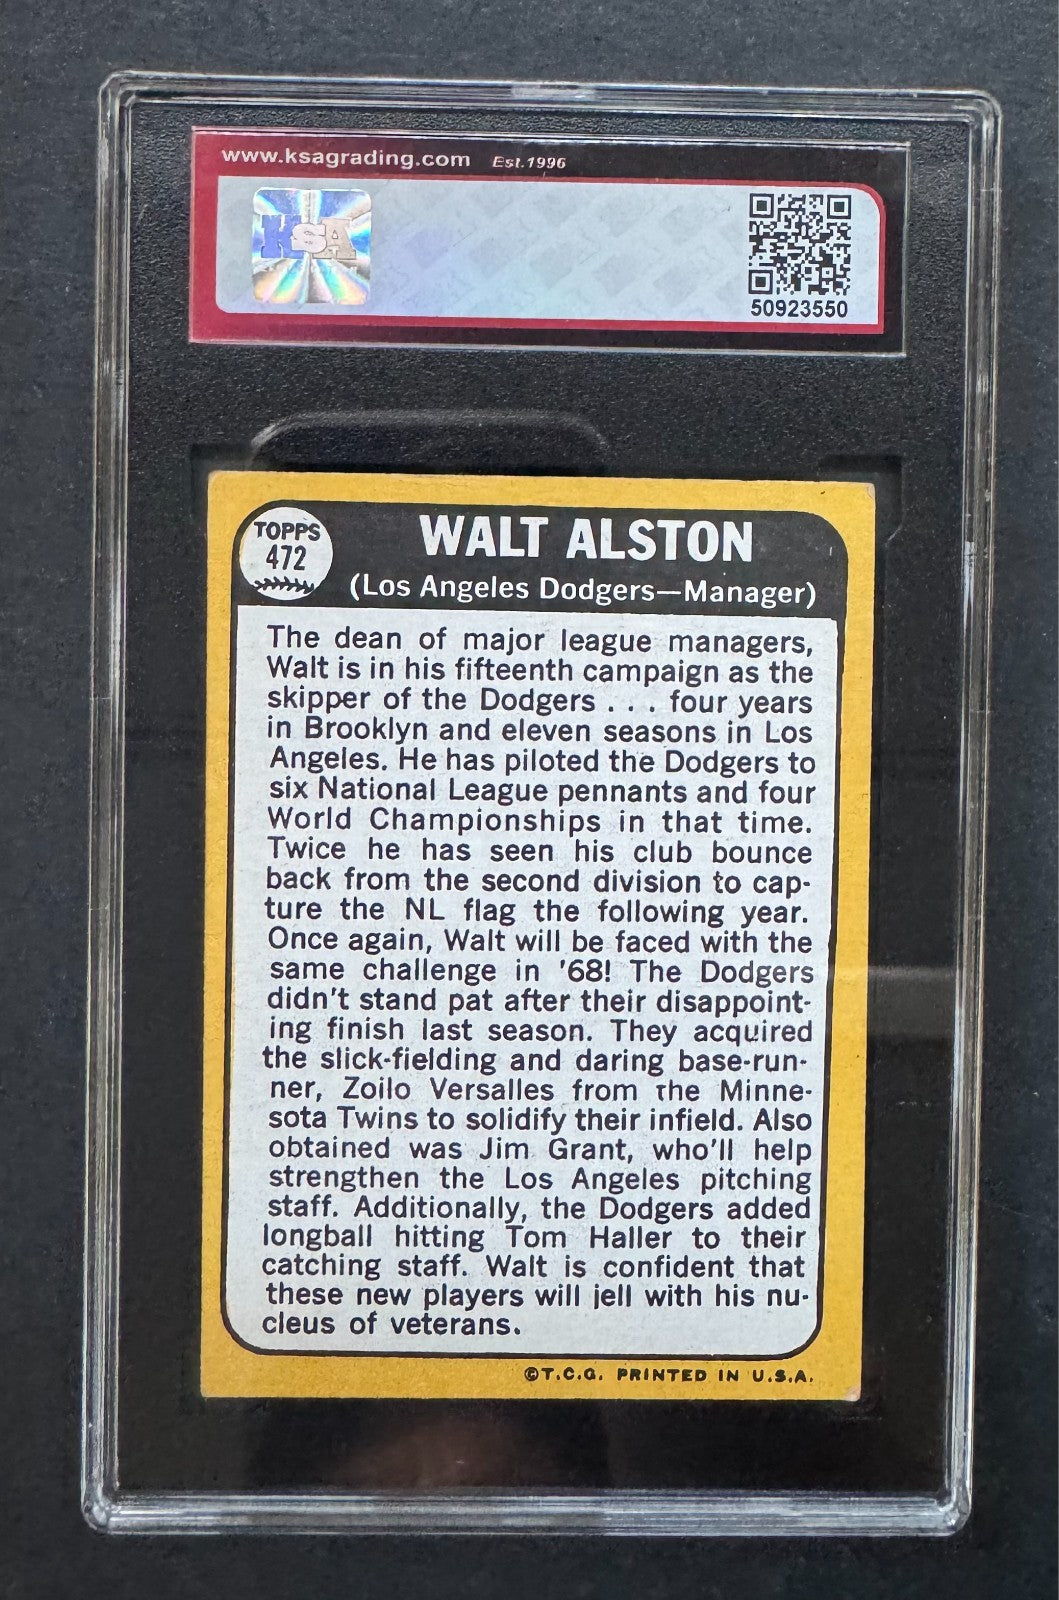 www.ksagrading.com Est.1996
KSA
50923550
TOPPS
472
WALT ALSTON
(Los Angeles Dodgers—Manager)
The dean of major league managers,
Walt is in his fifteenth campaign as the
skipper of the Dodgers . . . four years
in Brooklyn and eleven seasons in Los
Angeles. He has piloted the Dodgers to
six National League pennants and four
World Championships in that time.
Twice he has seen his club bounce
back from the second division to cap-
ture the NL flag the following year.
Once again, Walt will be faced with the
same challenge in '68! The Dodgers
didn't stand pat after their disappoint-
ing finish last season. They acquired
the slick-fielding and daring base-run-
ner, Zoilo Versalles from the Minne-
sota Twins to solidify their infield. Also
obtained was Jim Grant, who'll help
strengthen the Los Angeles pitching
staff. Additionally, the Dodgers added
longball hitting Tom Haller to their
catching staff. Walt is confident that
these new players will jell with his nu-
cleus of veterans.
©T.C.G. PRINTED IN U.S.A.